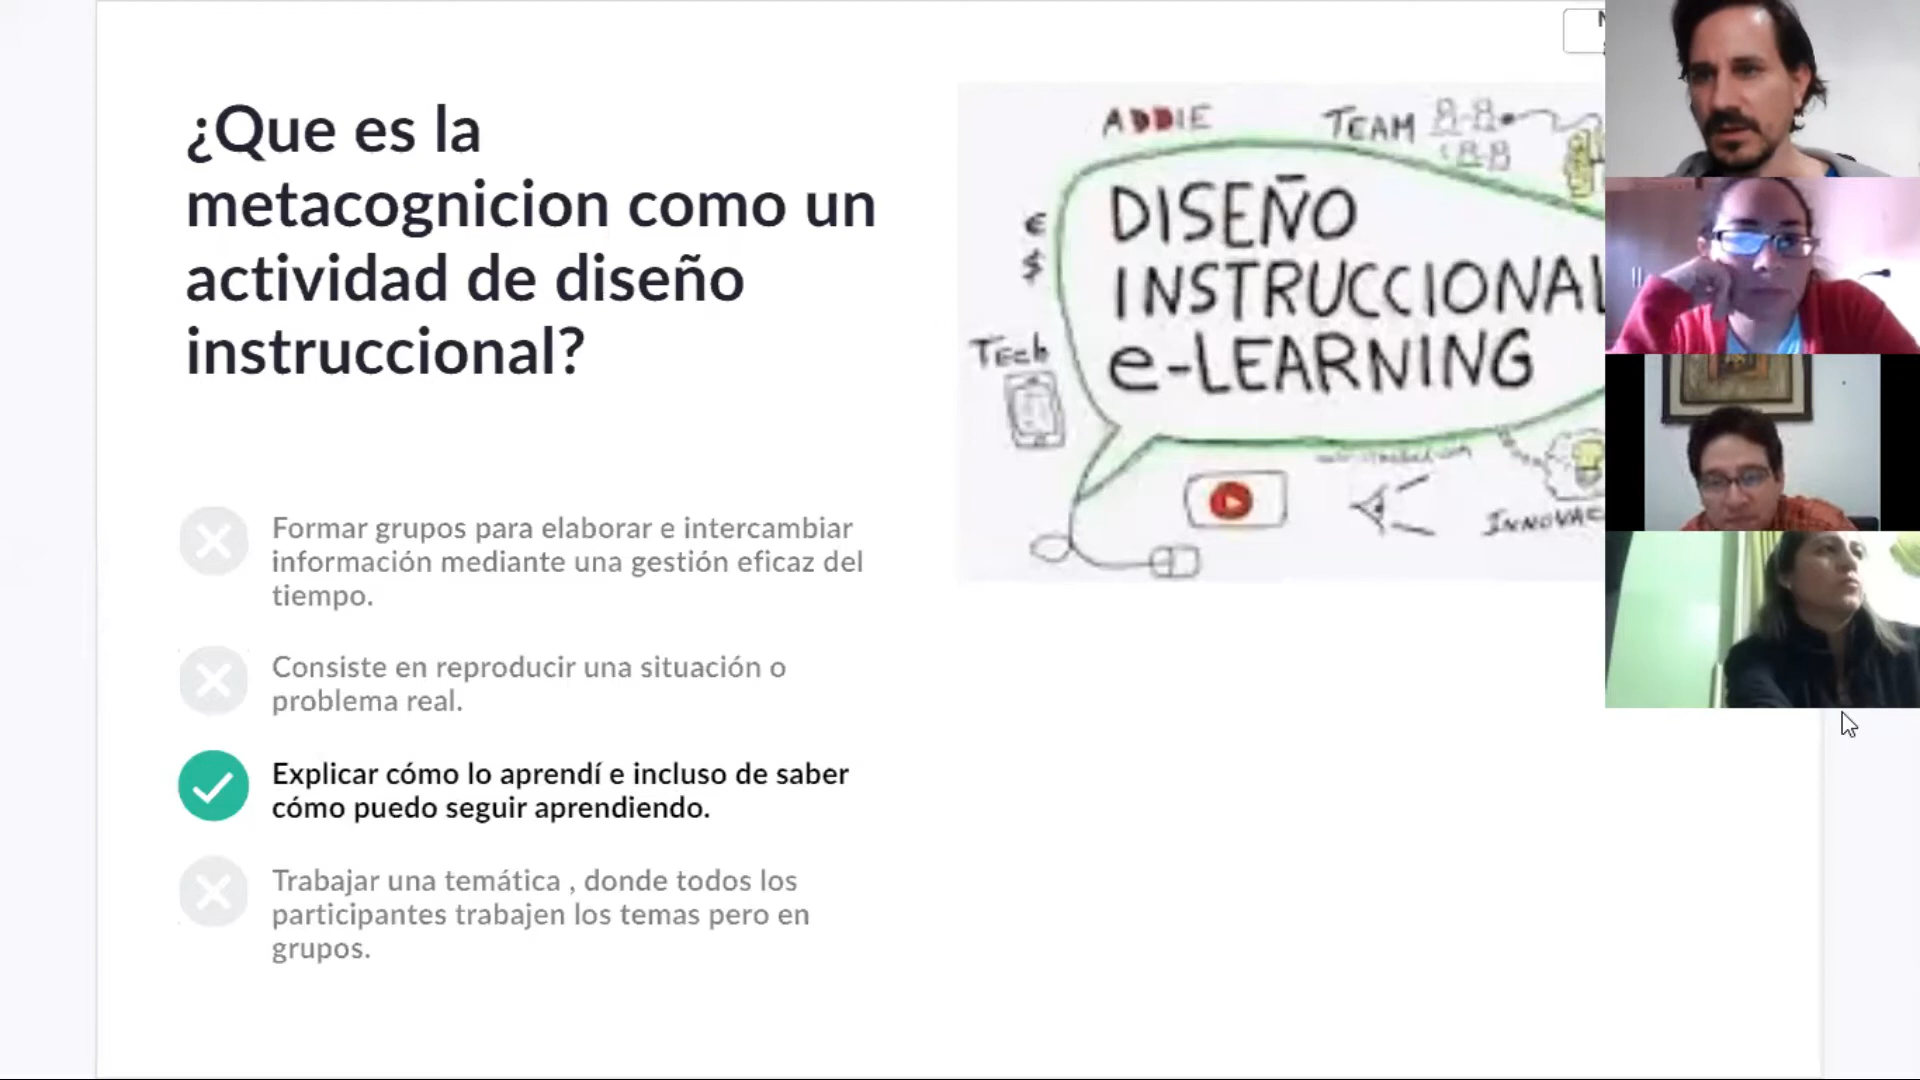 ¿Que es la
metacognicion como un
actividad de diseño
instruccional?
Formar grupos para elaborar e intercambiar
información mediante una gestión eficaz del
tiempo.
Consiste en reproducir una situación o
problema real.
Explicar cómo lo aprendí e incluso de saber
cómo puedo seguir aprendiendo.
Trabajar una temática , donde todos los
participantes trabajen los temas pero en
grupos.
ADDIE
TEAM
€
$
DISEÑO
INSTRUCCIONAL
e-LEARNING
Tech